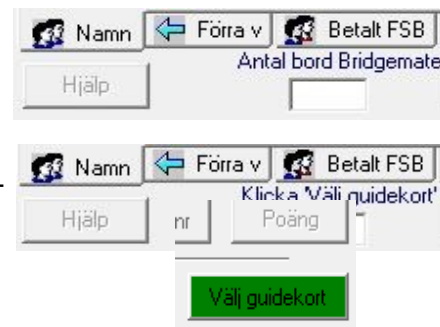 Namn Förra v Betalt FSB
Antal bord Bridgemate
Hjälp
Namn Förra v Betalt FSB
Klicka 'Välj guidekort'
Hjälp nr Poäng
Välj guidekort